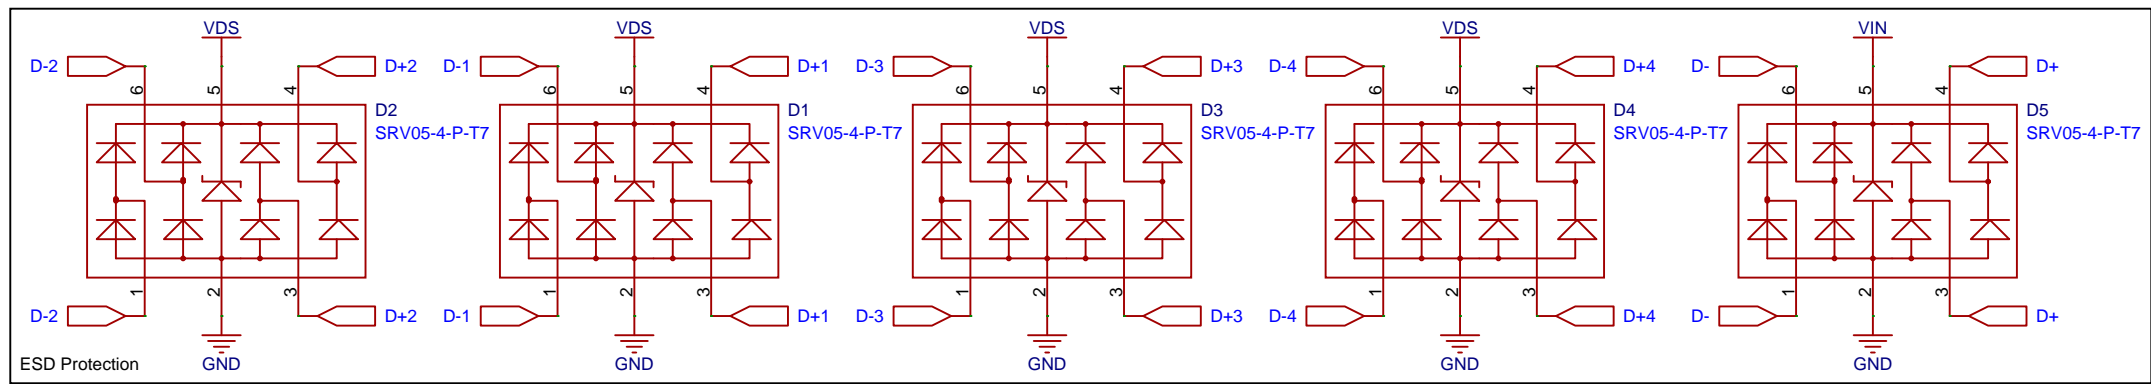 VDS VDS VDS VDS VIN
D-2 D+2 D-1 D+1 D-3 D+3 D-4 D+4 D- D+
6 5 4 6 5 4 6 5 4 6 5 4 6 5 4
D2 D1 D3 D4 D5
SRV05-4-P-T7 SRV05-4-P-T7 SRV05-4-P-T7 SRV05-4-P-T7 SRV05-4-P-T7
1 2 3 1 2 3 1 2 3 1 2 3 1 2 3
D-2 D+2 D-1 D+1 D-3 D+3 D-4 D+4 D- D+
ESD Protection GND GND GND GND GND